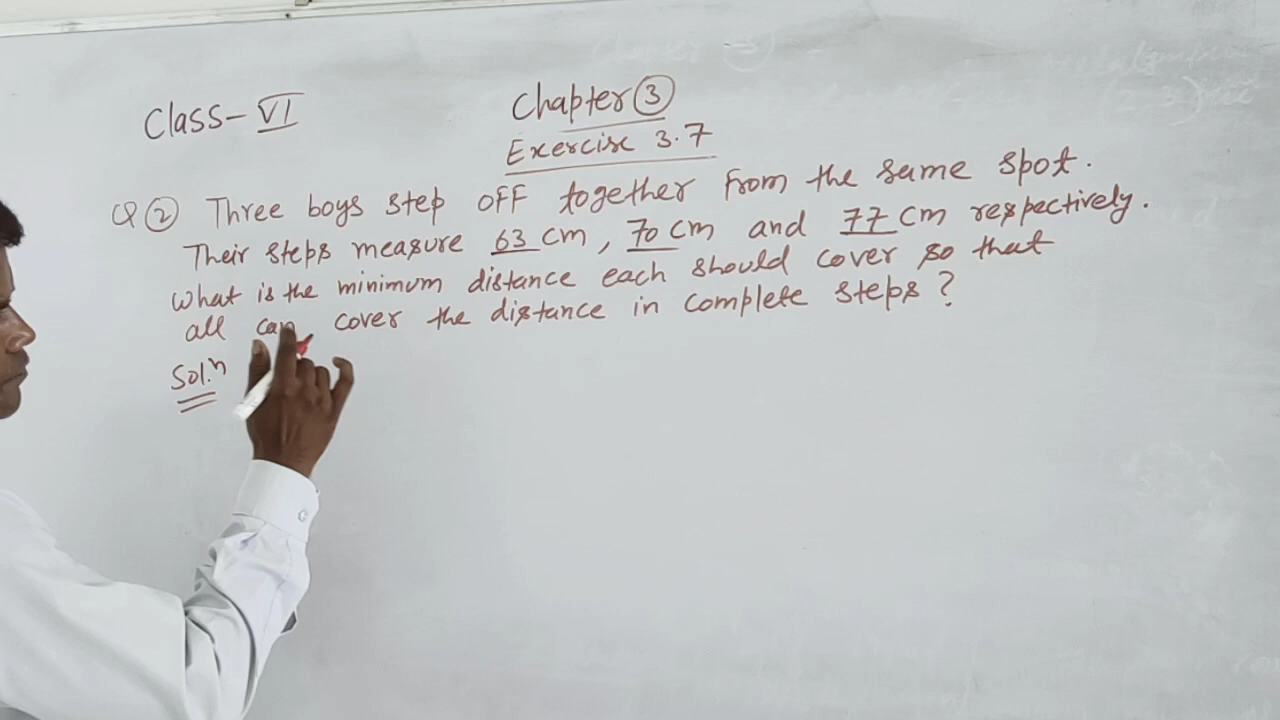 Class-VI
Chapter 3
Exercise 3.7
Q 2 Three boys step off together from the same spot.
Their steps measure 63 cm, 70 cm and 77 cm respectively.
What is the minimum distance each should cover so that
all can cover the distance in complete steps?
Sol.n